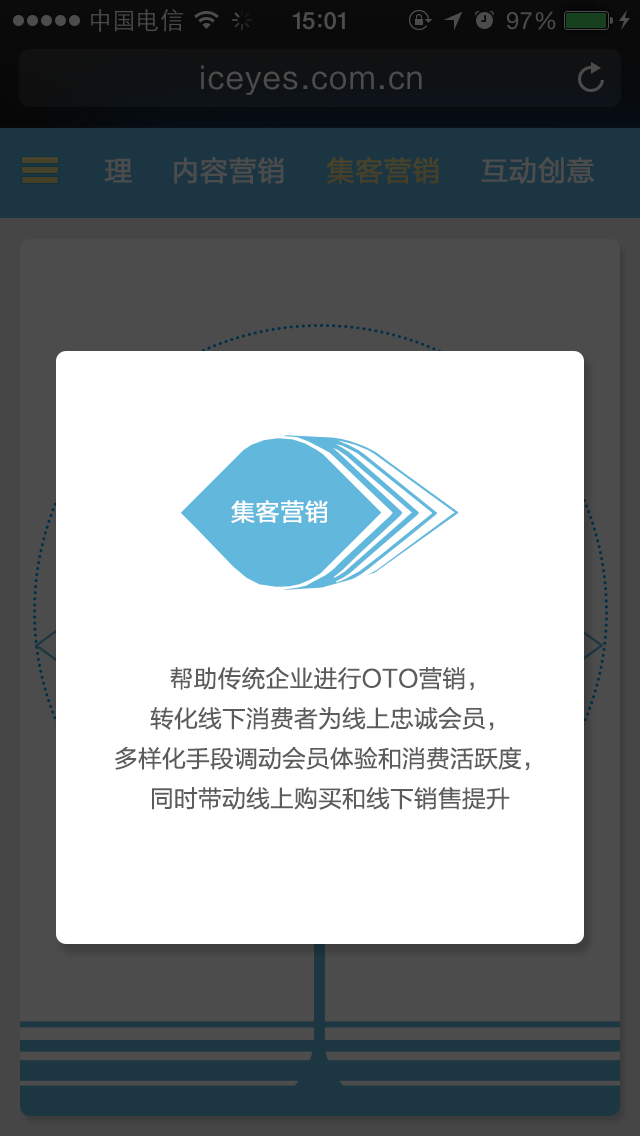 中国电信 15:01 97%
iceyes.com.cn
理 内容营销 集客营销 互动创意
集客营销
帮助传统企业进行OTO营销，
转化线下消费者为线上忠诚会员，
多样化手段调动会员体验和消费活跃度，
同时带动线上购买和线下销售提升